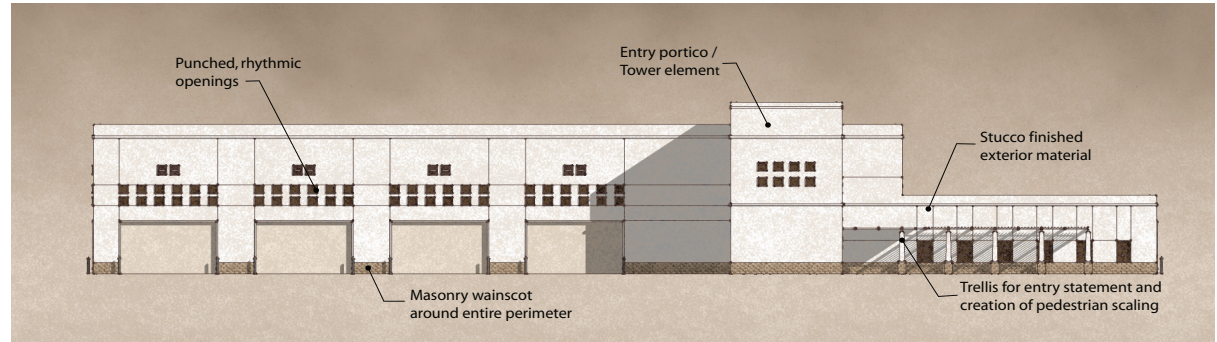 Punched, rhythmic
openings
Entry portico /
Tower element
Stucco finished
exterior material
Masonry wainscot
around entire perimeter
Trellis for entry statement and
creation of pedestrian scaling